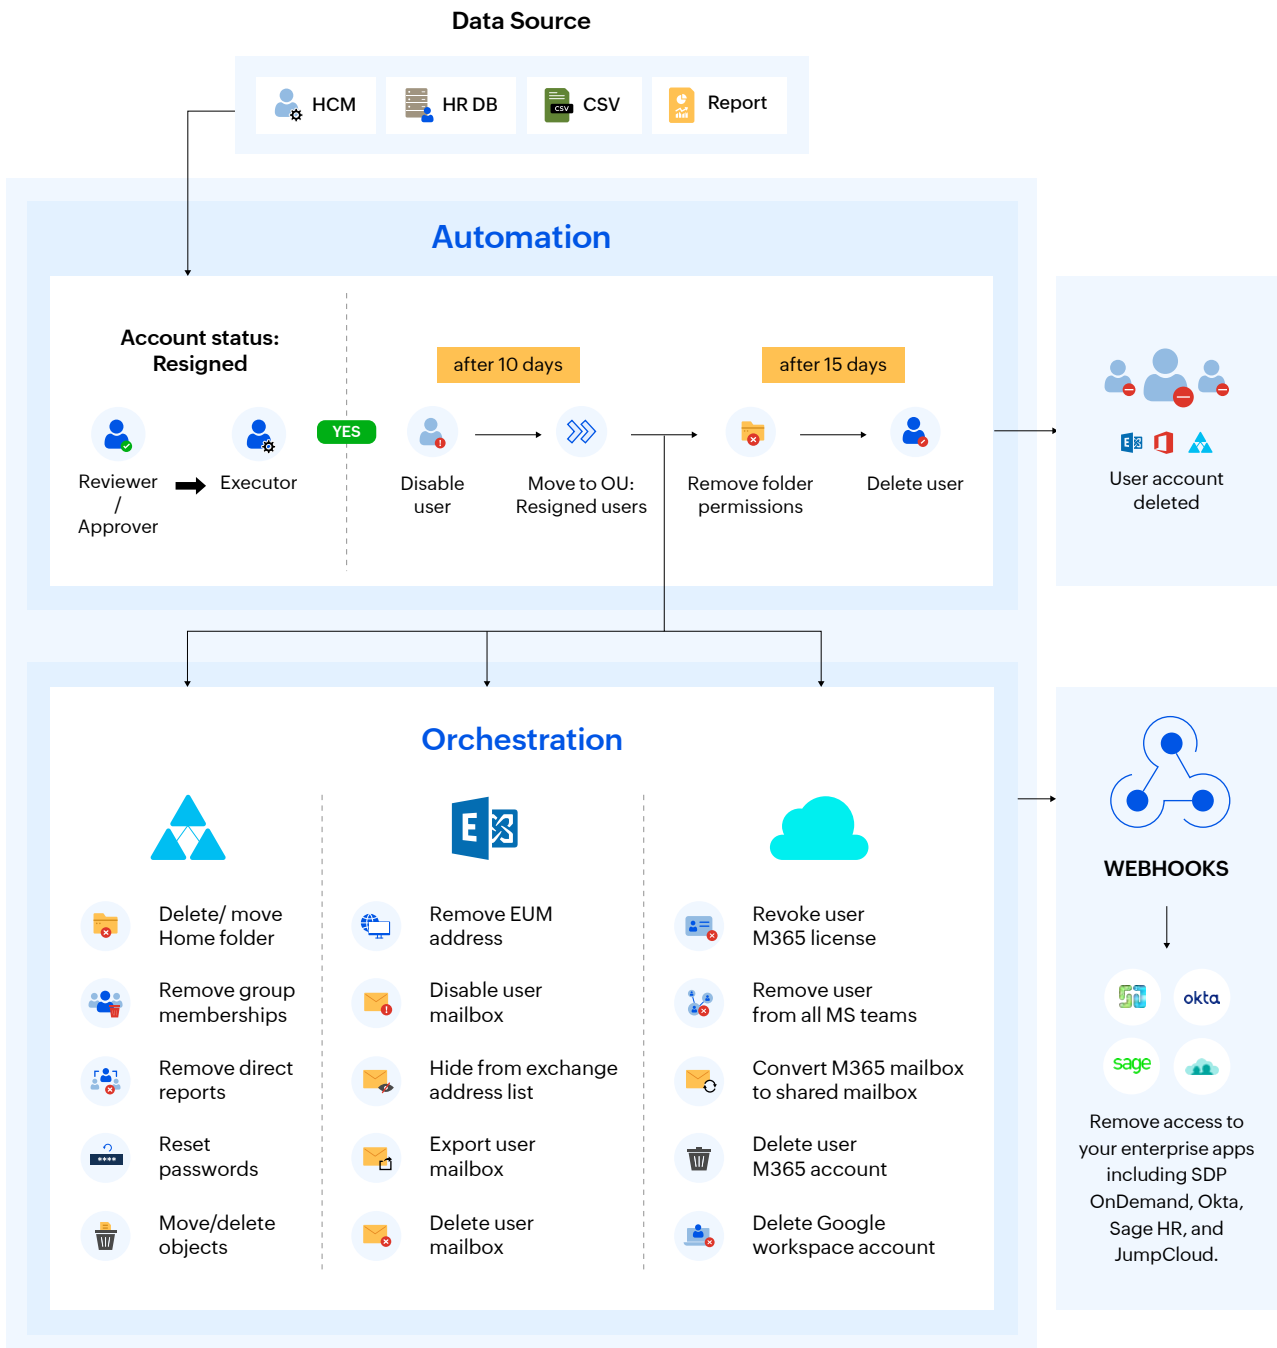 Data Source
HCM
HR DB
CSV
CSV
Report
Automation
Account status:
Resigned
Reviewer
/
Approver
Executor
YES
after 10 days
Disable
user
Move to OU:
Resigned users
after 15 days
Remove folder
permissions
Delete user
E
User account
deleted
Orchestration
Delete/ move
Home folder
Remove group
memberships
Remove direct
reports
****
Reset
passwords
Move/delete
objects
E
Remove EUM
address
Disable user
mailbox
Hide from exchange
address list
Export user
mailbox
Delete user
mailbox
Revoke user
M365 license
Remove user
from all MS teams
Convert M365 mailbox
to shared mailbox
Delete user
M365 account
Delete Google
workspace account
WEBHOOKS
okta
sage
Remove access to
your enterprise apps
including SDP
OnDemand, Okta,
Sage HR, and
JumpCloud.